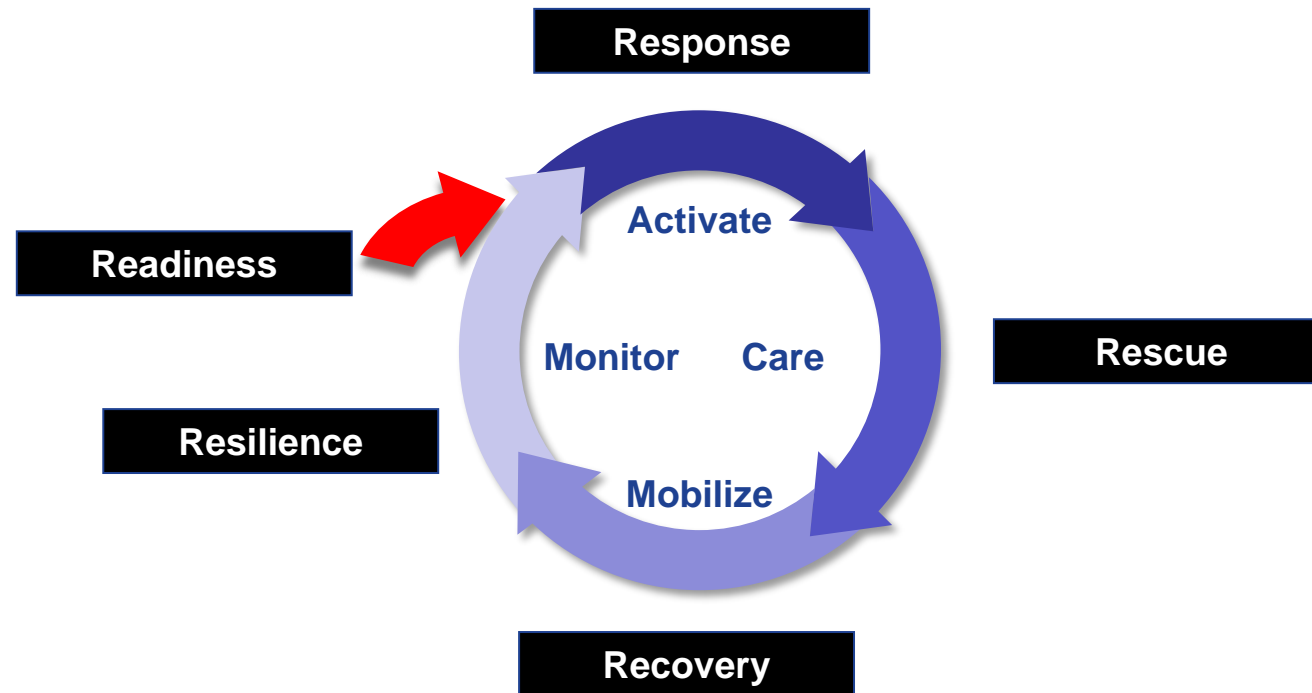 Response
Activate
Readiness
Monitor Care
Rescue
Resilience
Mobilize
Recovery